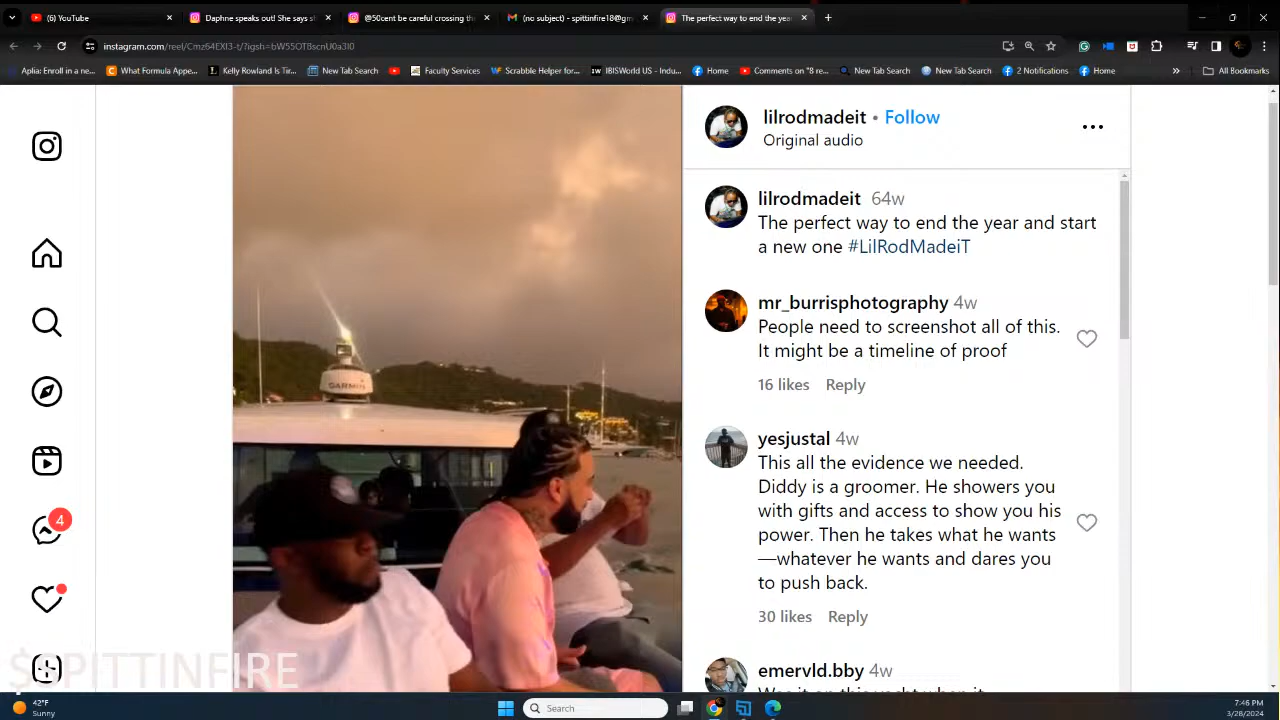 YouTube
Daphne speaks out! She says s
@50cent be careful crossing th
(no subject) - spittinfire18@gm
The perfect way to end the year
instagram.com/reel/Cmz64EXI3-t/?igsh=bW55OTBscnU0a3I0
Aplia: Enroll in a ne...
What Formula Appe...
Kelly Rowland Is Tir...
New Tab Search
Faculty Services
Scrabble Helper for...
IBISWorld US - Indu...
Home
Comments on "8 re...
New Tab Search
New Tab Search
2 Notifications
Home
All Bookmarks
lilrodmadeit • Follow
Original audio
lilrodmadeit 64w
The perfect way to end the year and start
a new one #LilRodMadeiT
mr_burrisphotography 4w
People need to screenshot all of this.
It might be a timeline of proof
16 likes Reply
yesjustal 4w
This all the evidence we needed.
Diddy is a groomer. He showers you
with gifts and access to show you his
power. Then he takes what he wants
—whatever he wants and dares you
to push back.
30 likes Reply
emervld.bby 4w
GARMIN
4
$SPITTINFIRE
42°F
Sunny
Search
7:46 PM
3/28/2024